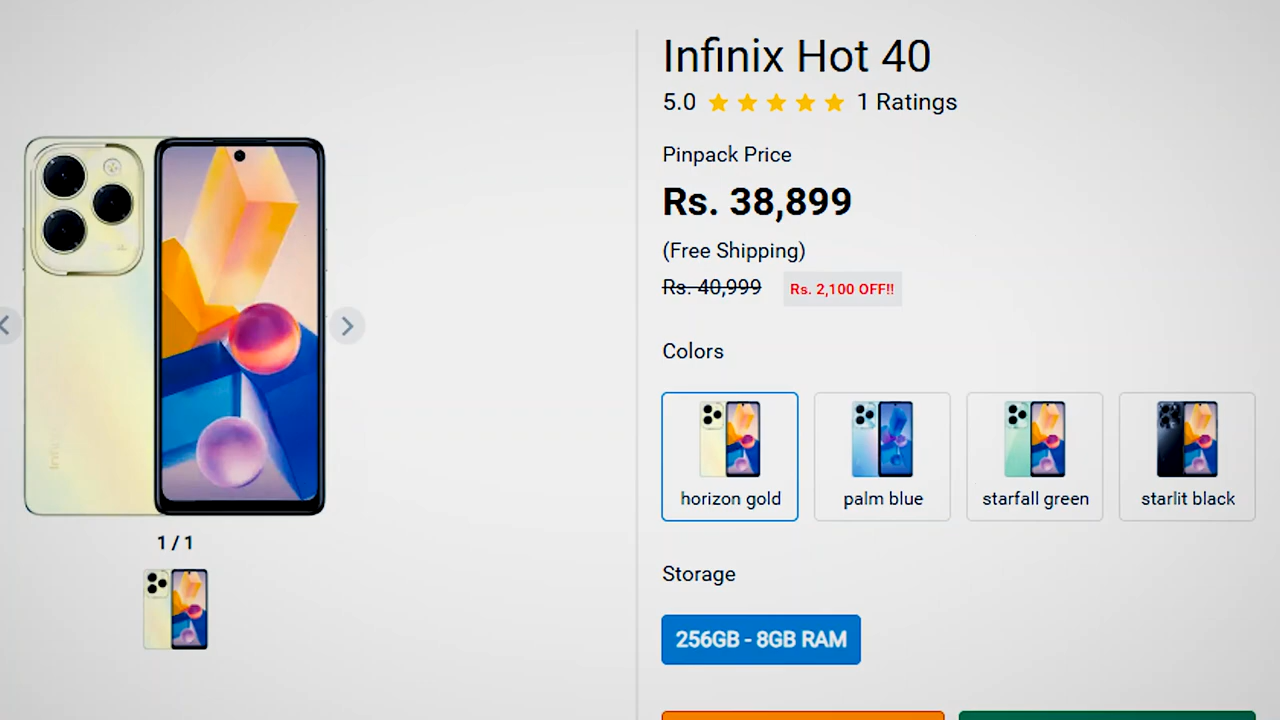 Infinix Hot 40
5.0 1 Ratings
Pinpack Price
Rs. 38,899
(Free Shipping)
Rs. 40,999 Rs. 2,100 OFF!!
Colors
horizon gold palm blue starfall green starlit black
Storage
256GB - 8GB RAM
1 / 1
Infinix